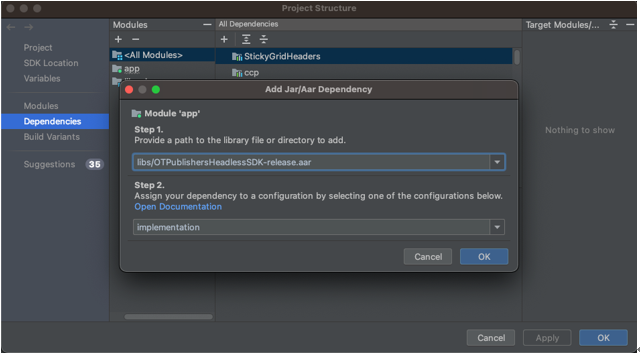 Project Structure
Modules
All Dependencies
Target Modules/...
Project
SDK Location
Variables
Modules
Dependencies
Build Variants
Suggestions 35
<All Modules>
app
StickyGridHeaders
ccp
Nothing to show
Add Jar/Aar Dependency
Module 'app'
Step 1.
Provide a path to the library file or directory to add.
libs/OTPublishersHeadlessSDK-release.aar
Step 2.
Assign your dependency to a configuration by selecting one of the configurations below.
Open Documentation
implementation
Cancel
OK
Cancel
Apply
OK